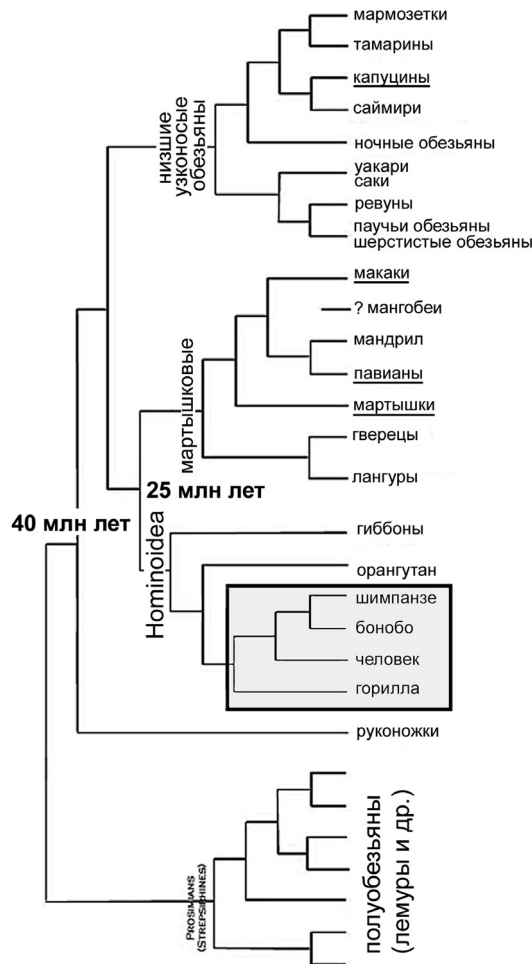 мармозетки
тамарины
капуцины
саймири
ночные обезьяны
уакари
саки
ревуны
паучьи обезьяны
шерстистые обезьяны
низшие
узконосые
обезьяны
макаки
? мангобеи
мандрил
павианы
мартышки
гверецы
лангуры
мартышковые
25 млн лет
40 млн лет
Hominoidea
гиббоны
орангутан
шимпанзе
бонобо
человек
горилла
руконожки
PROSIMIANS
(STREPSIRHINES)
полуобезьяны
(лемуры и др.)